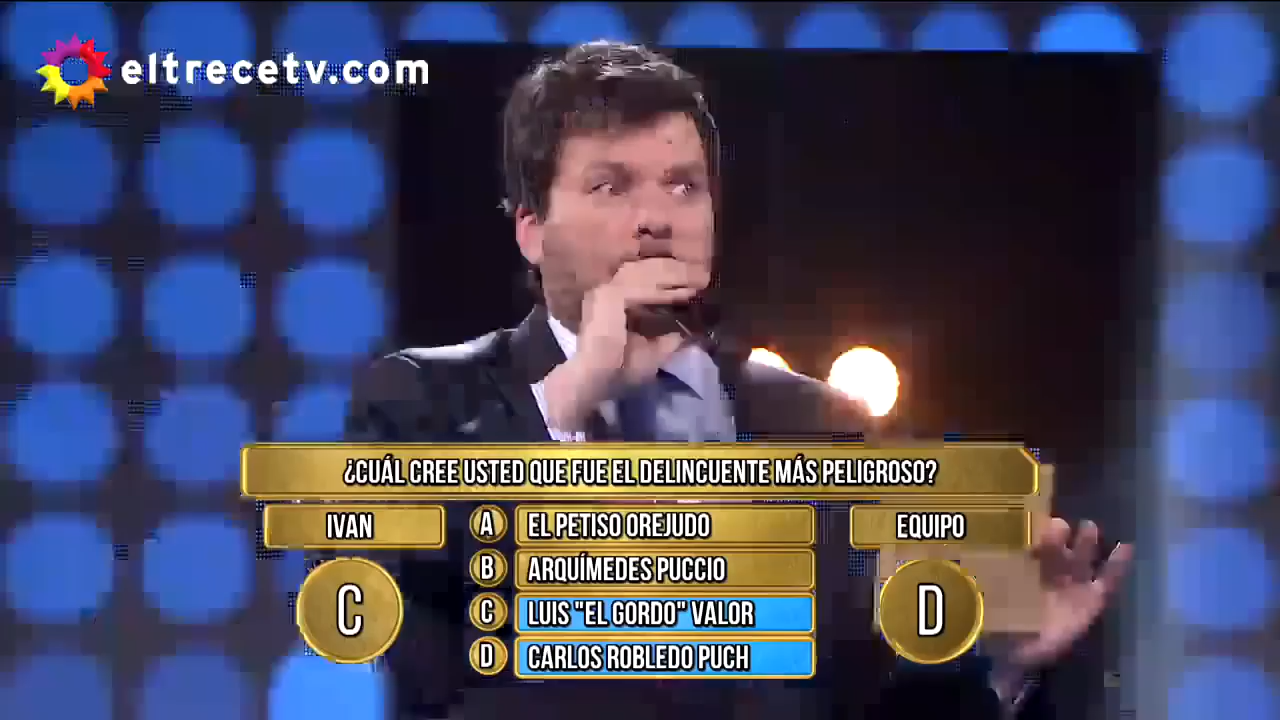 eltrecetv.com
¿CUÁL CREE USTED QUE FUE EL DELINCUENTE MÁS PELIGROSO?
IVAN
C
A EL PETISO OREJUDO
B ARQUÍMEDES PUCCIO
C LUIS "EL GORDO" VALOR
D CARLOS ROBLEDO PUCH
EQUIPO
D